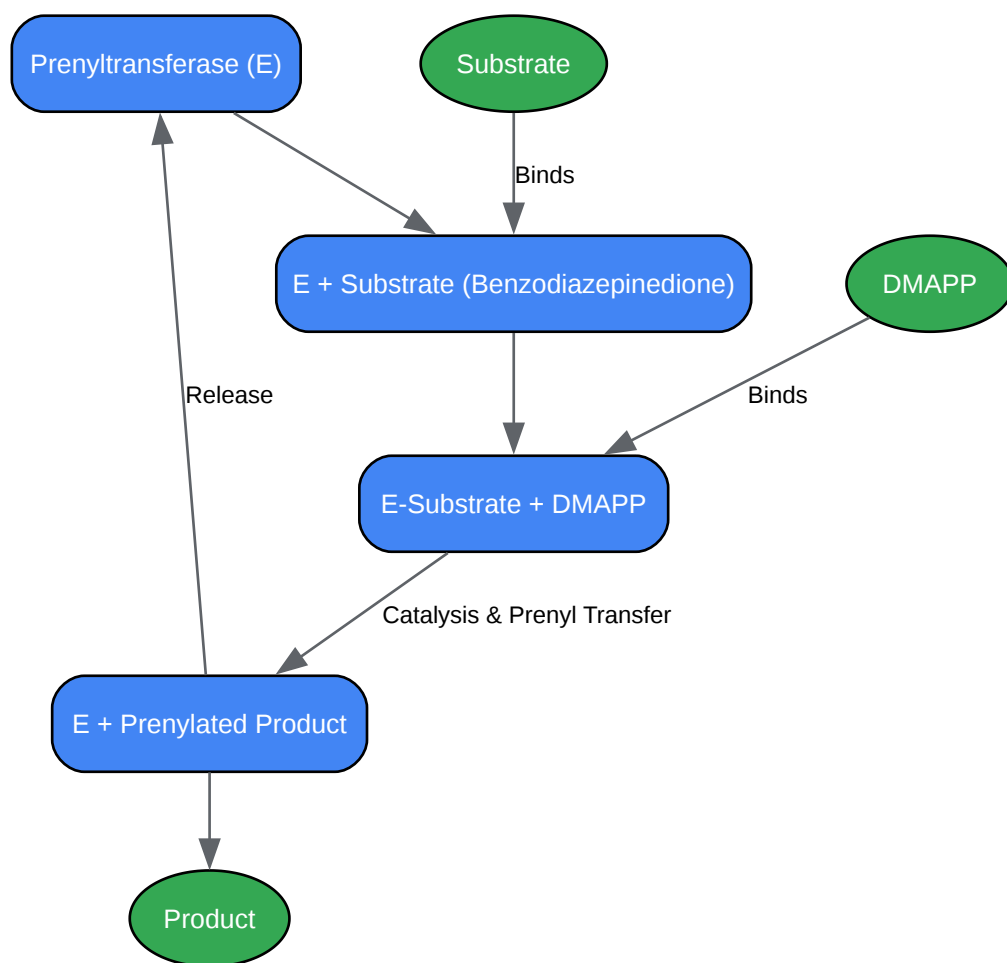 Prenyltransferase (E)
Substrate
Binds
E + Substrate (Benzodiazepinedione)
DMAPP
Release
Binds
E-Substrate + DMAPP
Catalysis & Prenyl Transfer
E + Prenylated Product
Product